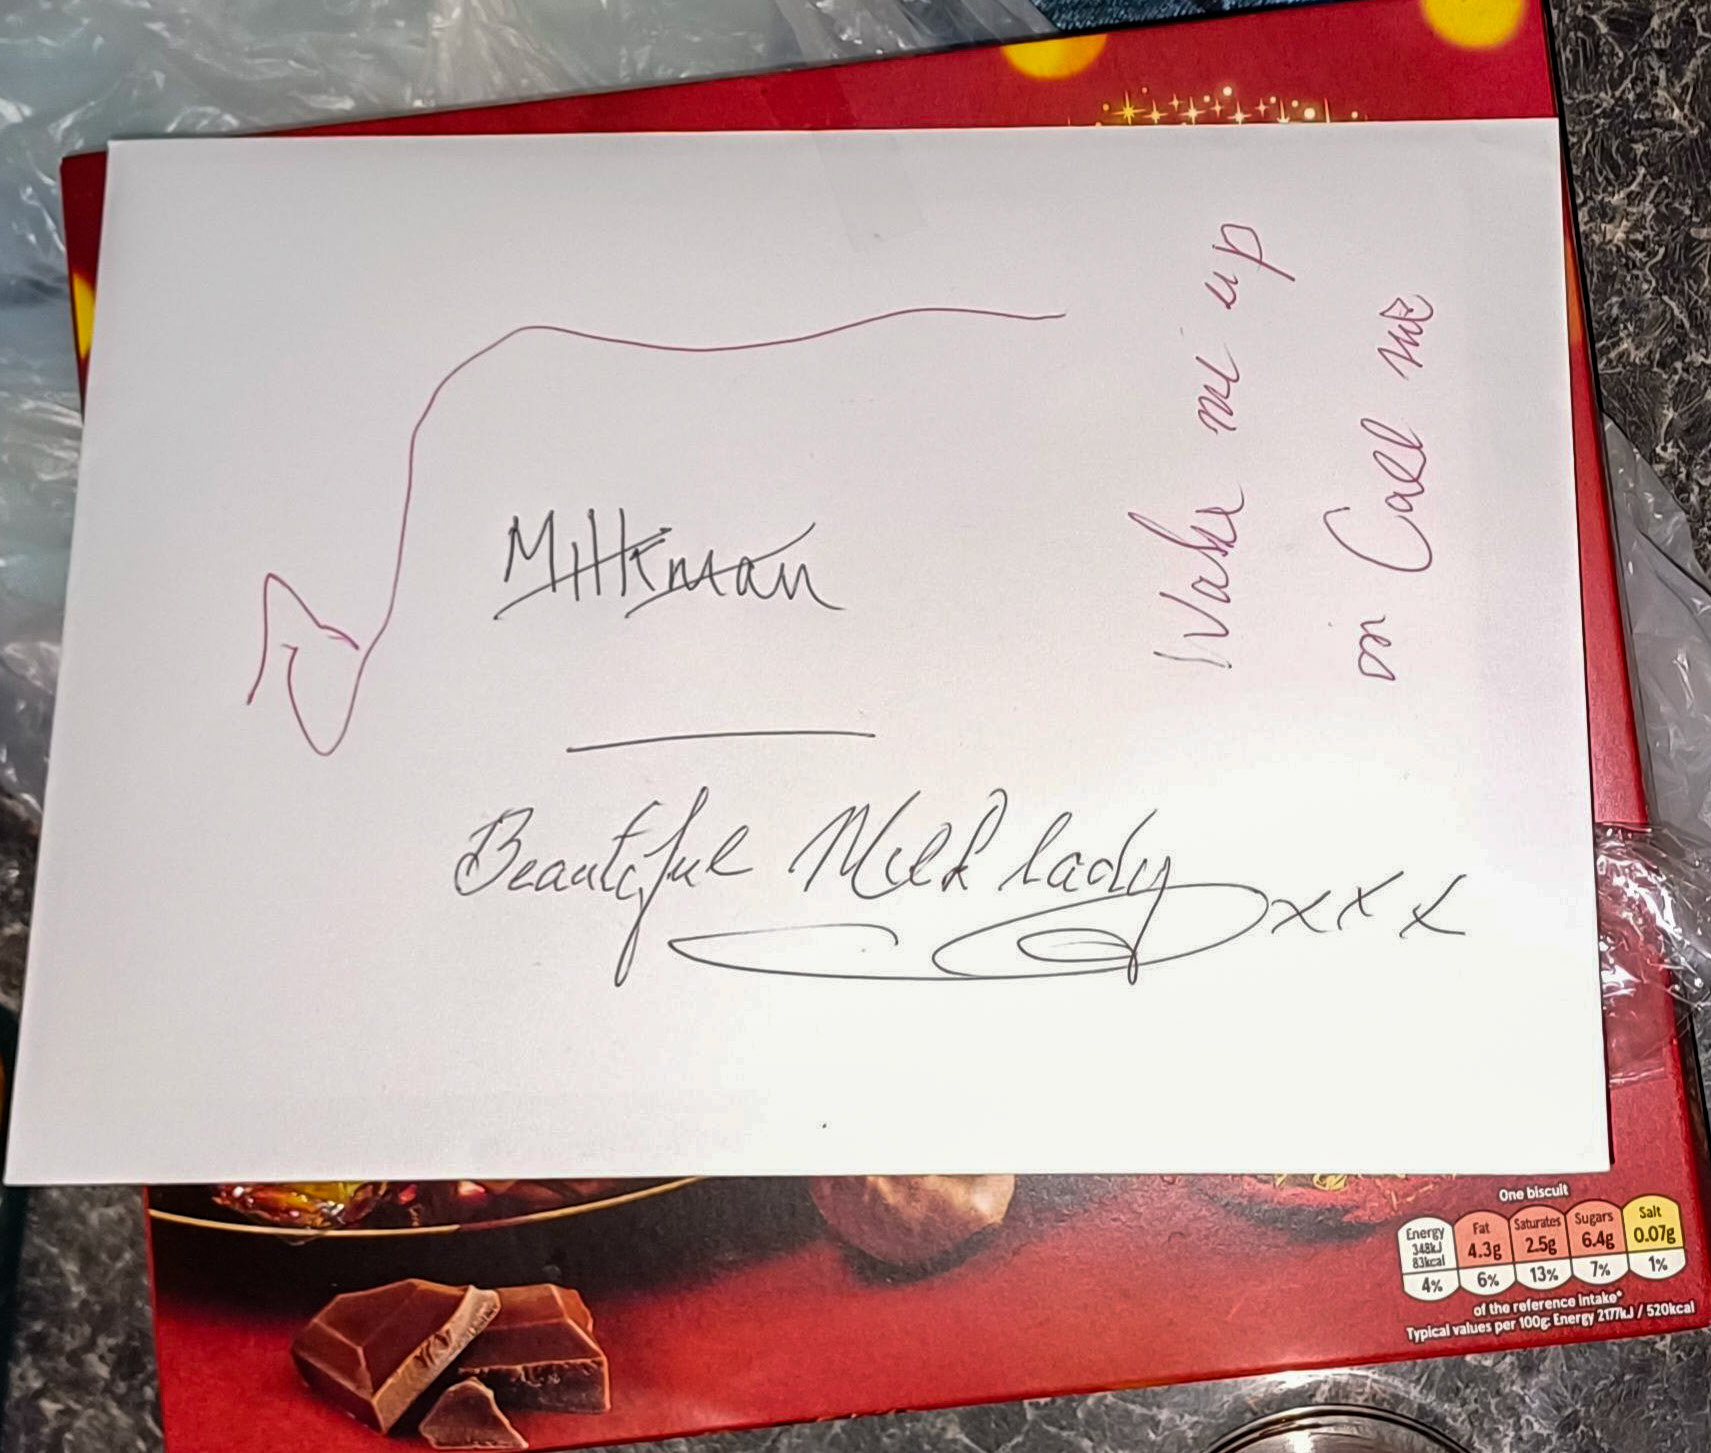 Milkman
Beautiful Milk lady xxx
Wake me up
or Call me
One biscuit
Energy 348kJ 83kcal 4%
Fat 4.3g 6%
Saturates 2.5g 13%
Sugars 6.4g 7%
Salt 0.07g 1%
of the reference intake*
Typical values per 100g: Energy 2177kJ / 520kcal